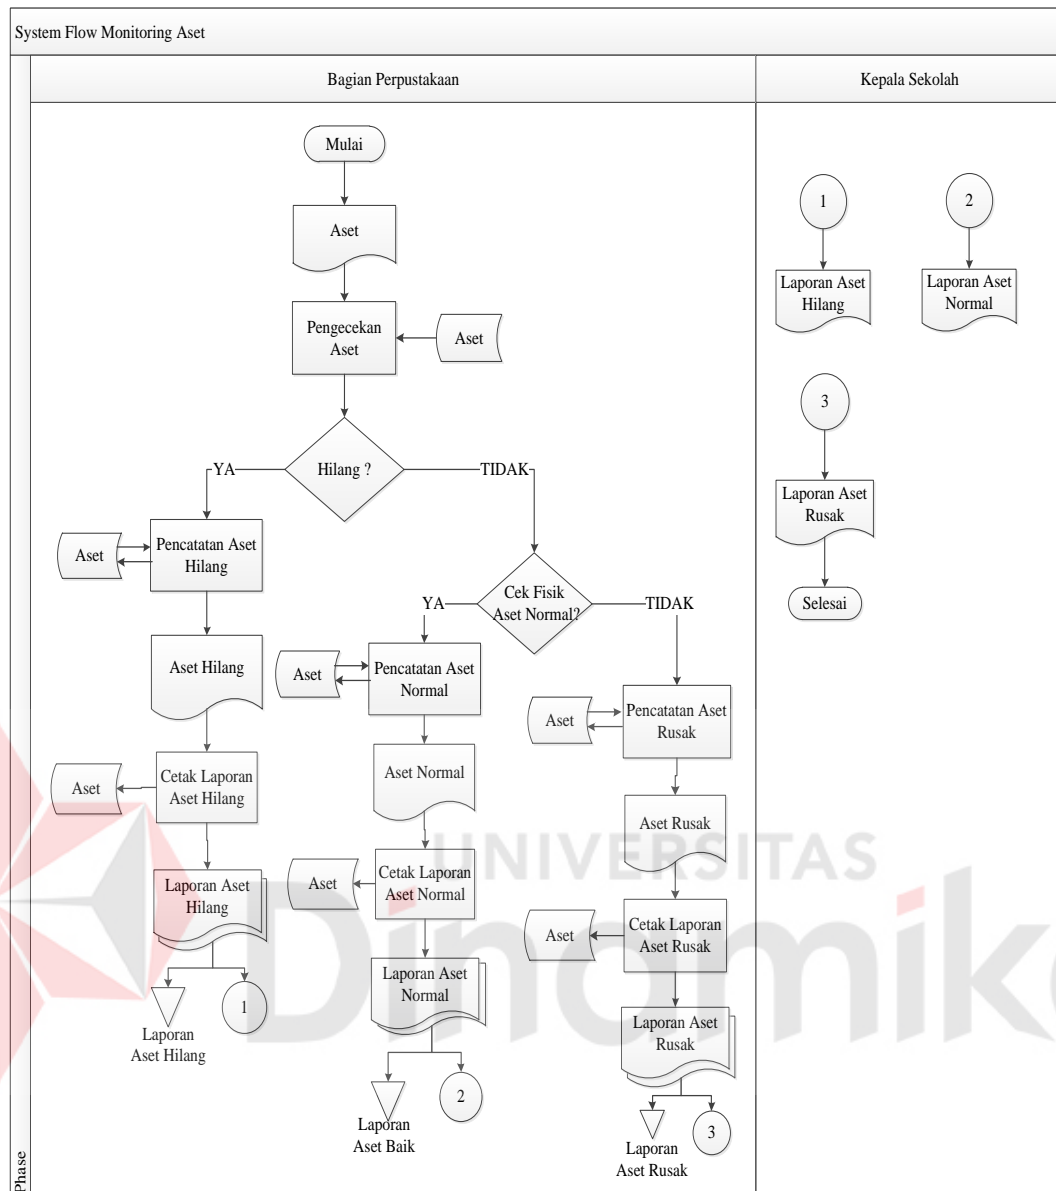 System Flow Monitoring Aset
Bagian Perpustakaan
Kepala Sekolah
Phase
Mulai
Aset
Pengecekan
Aset
Aset
Hilang ?
YA
TIDAK
Aset
Pencatatan Aset
Hilang
Cek Fisik
Aset Normal?
YA
TIDAK
Aset Hilang
Aset
Pencatatan Aset
Normal
Aset
Pencatatan Aset
Rusak
Aset
Cetak Laporan
Aset Hilang
Aset Normal
Aset Rusak
Laporan Aset
Hilang
Aset
Cetak Laporan
Aset Normal
Aset
Cetak Laporan
Aset Rusak
Laporan
Aset Hilang
1
Laporan Aset
Normal
Laporan Aset
Rusak
Laporan
Aset Baik
2
Laporan
Aset Rusak
3
1
Laporan Aset
Hilang
2
Laporan Aset
Normal
3
Laporan Aset
Rusak
Selesai
UNIVERSITAS
Dinamika